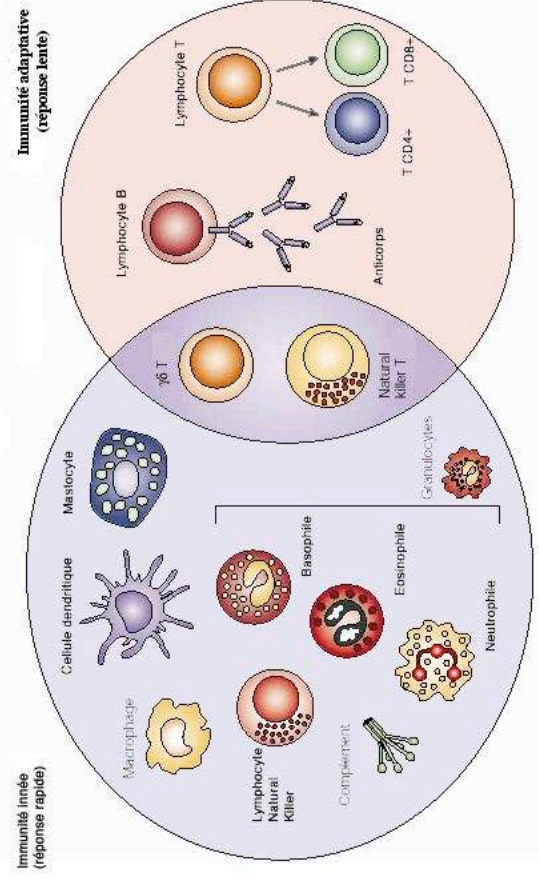 Immunité innée
(réponse rapide)
Immunité adaptative
(réponse lente)
Macrophage
Cellule dendritique
Mastocyte
Lymphocyte
Natural
Killer
Complement
Basophile
Eosinophile
Neutrophile
Granulocytes
γδ T
Natural
killer T
Lymphocyte B
Anticorps
Lymphocyte T
T CD4+
T CD8+